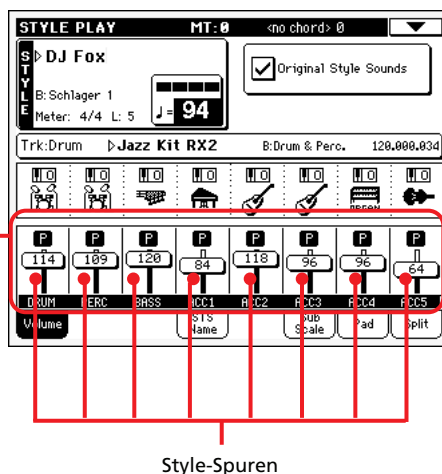 STYLE PLAY MT:0 <no chord> 0
STYLE
DJ Fox
B:Schlager 1
Meter: 4/4 L: 5 ♩= 94
Original Style Sounds
Trk:Drum Jazz Kit RX2 B:Drum & Perc. 120.000.034
ORGAN
P P P P P P P P
114 109 120 84 118 96 96 64
DRUM PERC BASS ACC1 ACC2 ACC3 ACC4 ACC5
Volume STS Name Sub Scale Pad Split
Style-Spuren